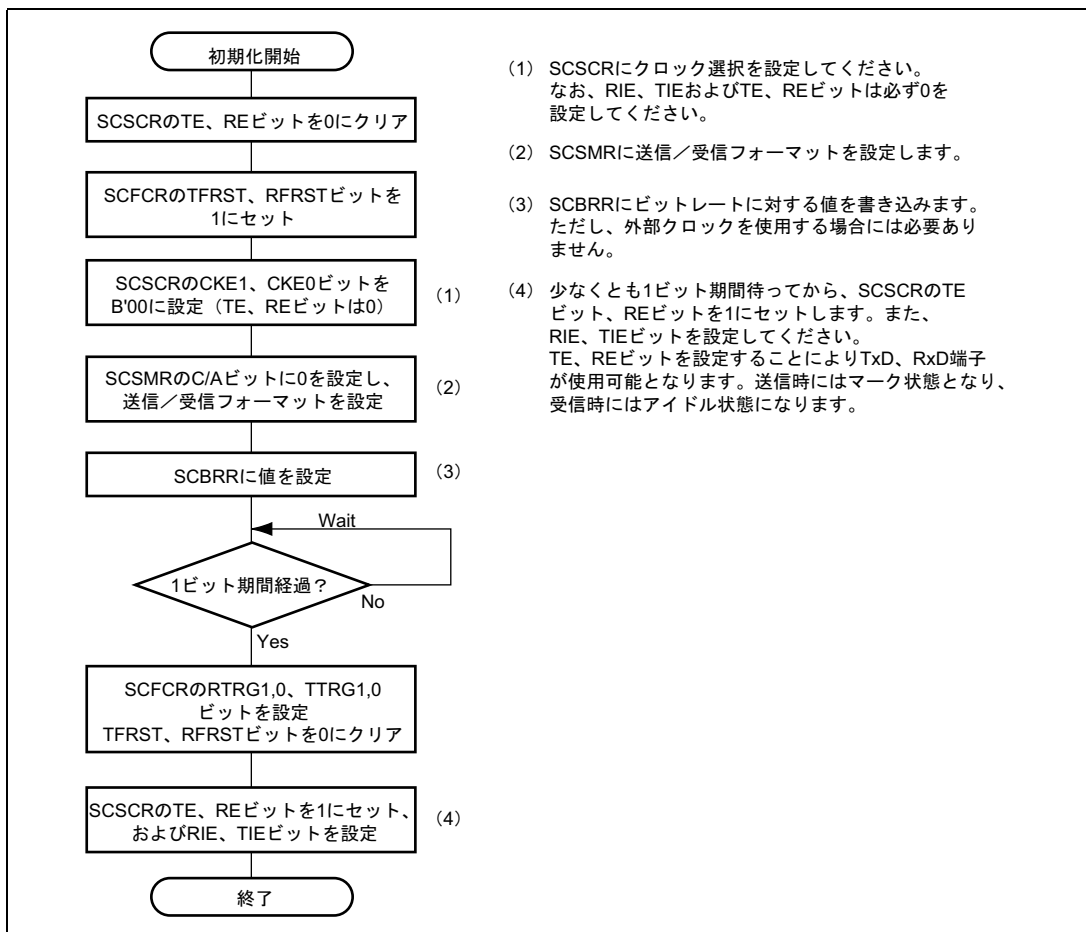 初期化開始
SCSCRのTE、REビットを0にクリア
SCFCRのTFRST、RFRSTビットを
1にセット
SCSCRのCKE1、CKE0ビットを
B'00に設定（TE、REビットは0）
（1）
SCSMRのC/Aビットに0を設定し、
送信／受信フォーマットを設定
（2）
SCBRRに値を設定
（3）
Wait
1ビット期間経過？
No
Yes
SCFCRのRTRG1,0、TTRG1,0
ビットを設定
TFRST、RFRSTビットを0にクリア
SCSCRのTE、REビットを1にセット、
およびRIE、TIEビットを設定
（4）
終了
（1） SCSCRにクロック選択を設定してください。
なお、RIE、TIEおよびTE、REビットは必ず0を
設定してください。
（2） SCSMRに送信／受信フォーマットを設定します。
（3） SCBRRにビットレートに対する値を書き込みます。
ただし、外部クロックを使用する場合には必要あり
ません。
（4） 少なくとも1ビット期間待ってから、SCSCRのTE
ビット、REビットを1にセットします。また、
RIE、TIEビットを設定してください。
TE、REビットを設定することによりTxD、RxD端子
が使用可能となります。送信時にはマーク状態となり、
受信時にはアイドル状態になります。